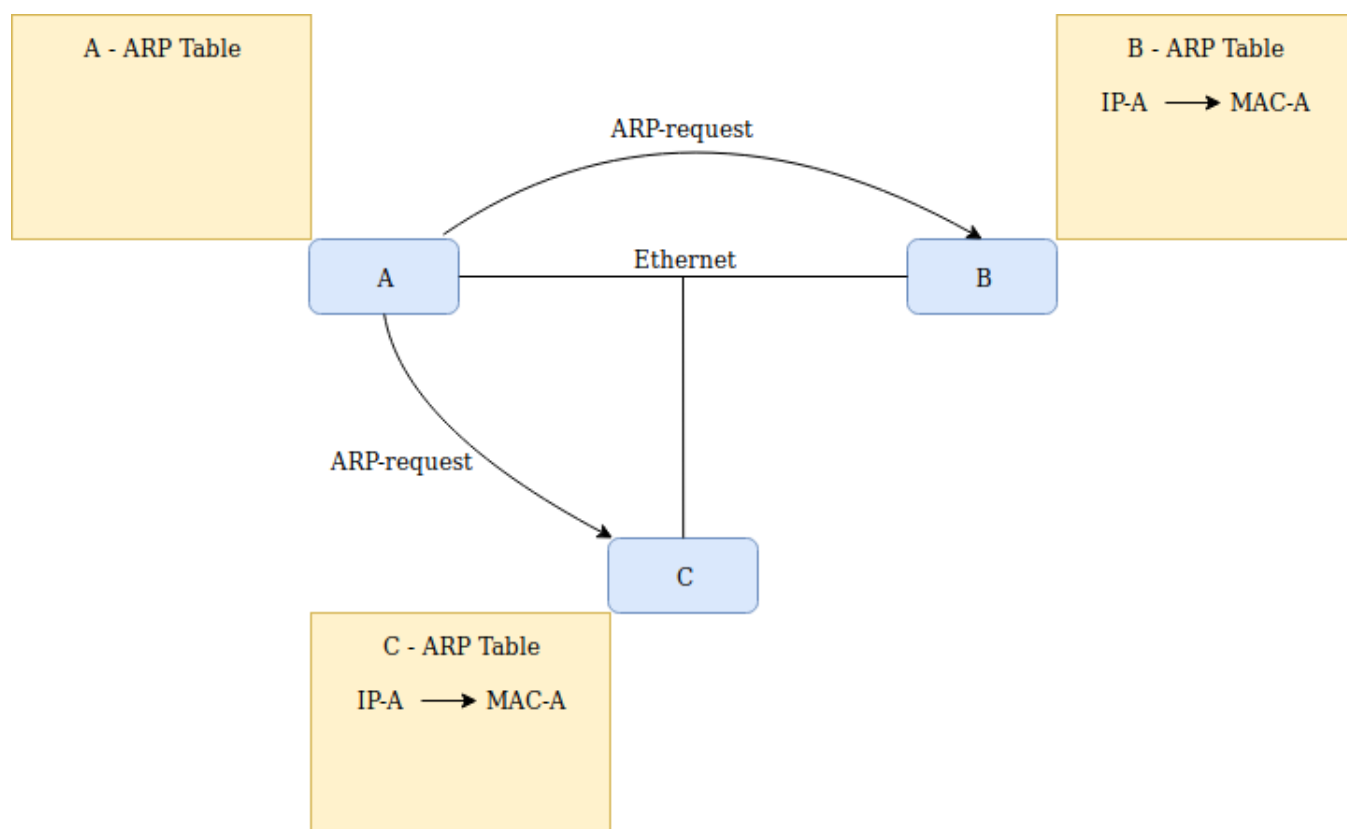 A - ARP Table
B - ARP Table
IP-A MAC-A
ARP-request
Ethernet
A
B
ARP-request
C
C - ARP Table
IP-A MAC-A